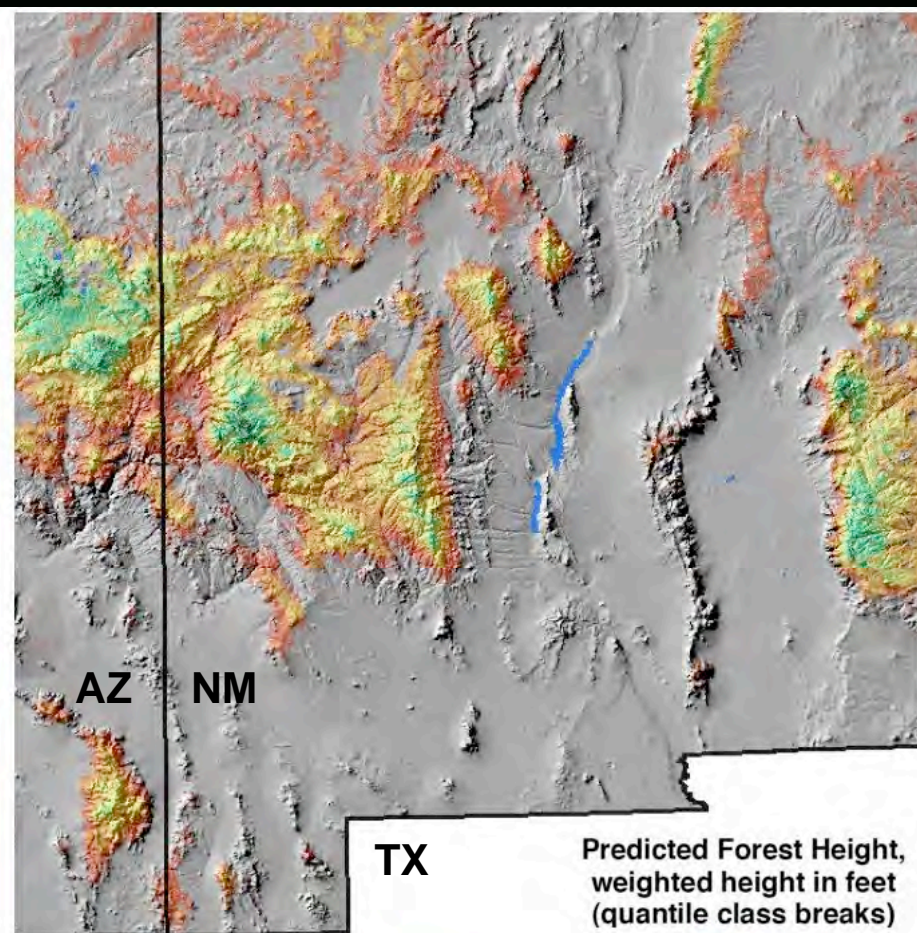 AZ NM
TX
Predicted Forest Height,
weighted height in feet
(quantile class breaks)